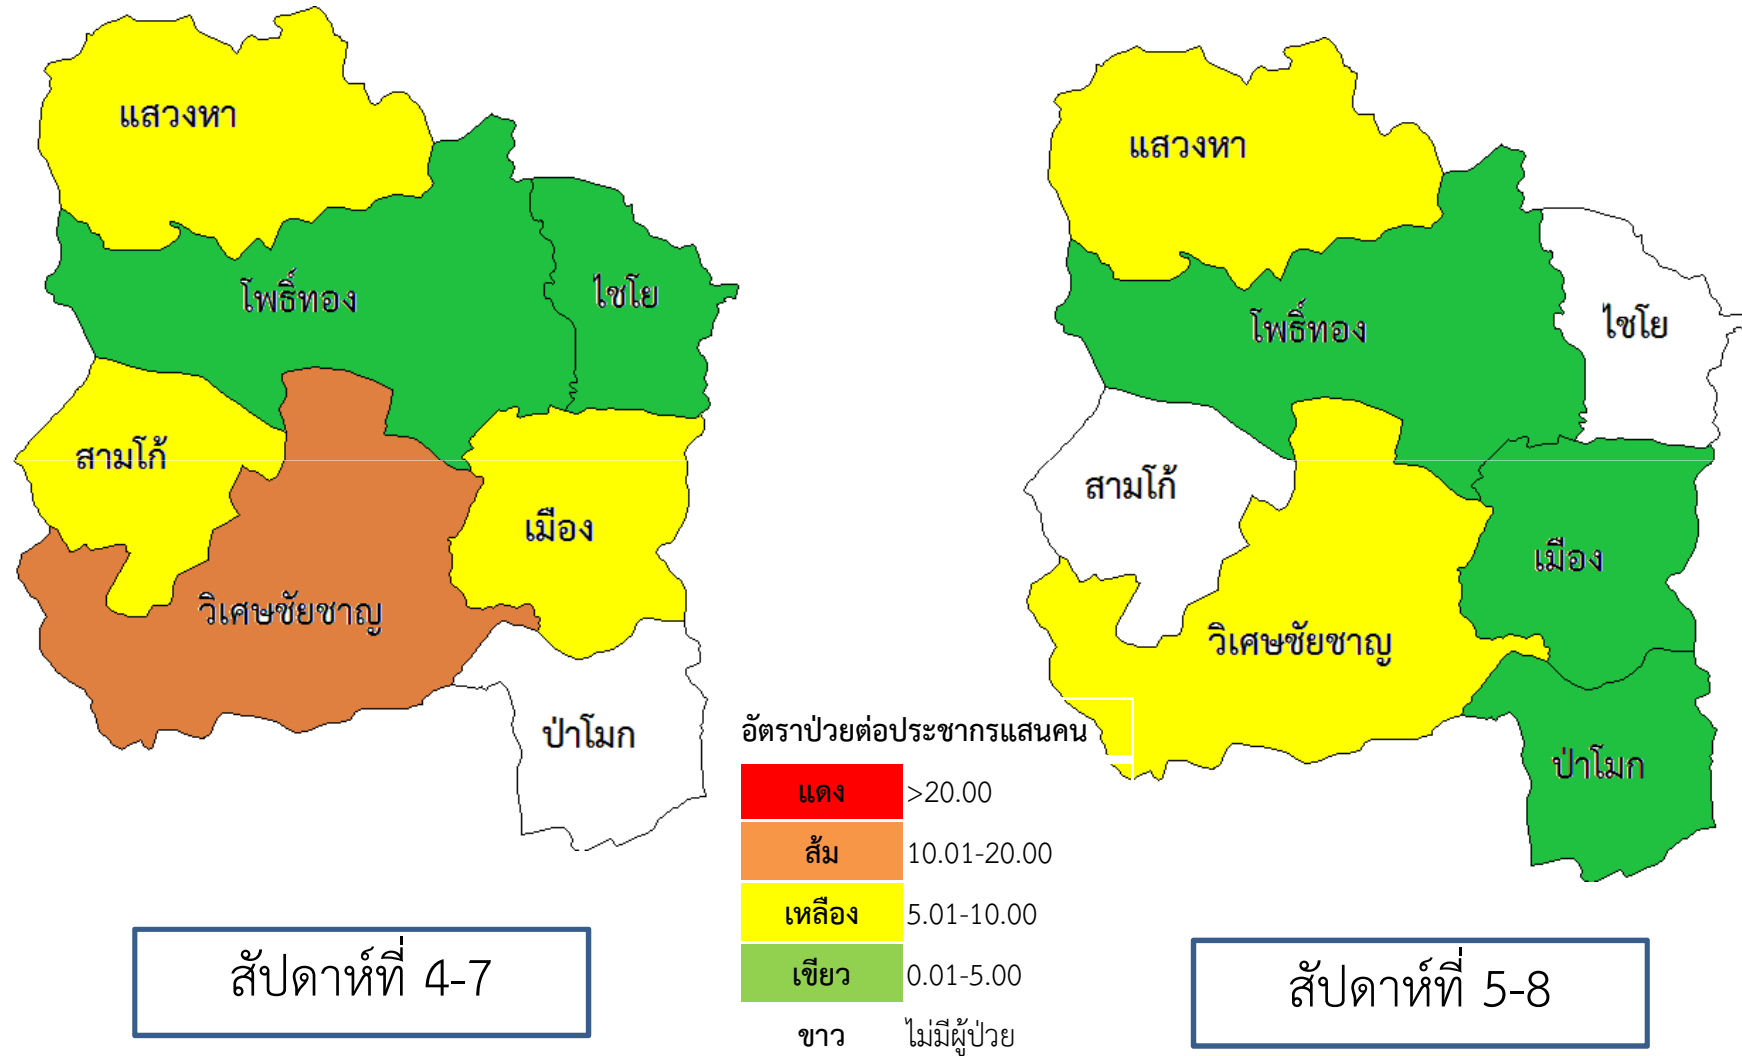 แสวงหา
โพธิ์ทอง
ไชโย
สามโก้
เมือง
วิเศษชัยชาญ
ป่าโมก
สัปดาห์ที่ 4-7
อัตราป่วยต่อประชากรแสนคน
แดง >20.00
ส้ม 10.01-20.00
เหลือง 5.01-10.00
เขียว 0.01-5.00
ขาว ไม่มีผู้ป่วย
แสวงหา
โพธิ์ทอง
ไชโย
สามโก้
เมือง
วิเศษชัยชาญ
ป่าโมก
สัปดาห์ที่ 5-8